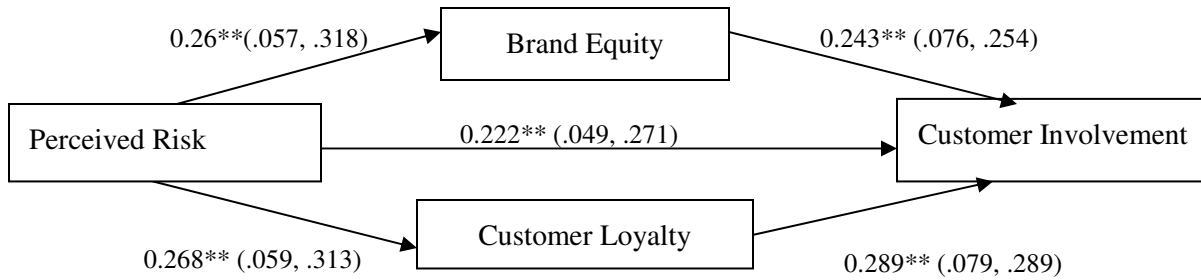 0.26**(.057, .318)
Brand Equity
0.243** (.076, .254)
Perceived Risk
0.222** (.049, .271)
Customer Involvement
Customer Loyalty
0.268** (.059, .313)
0.289** (.079, .289)